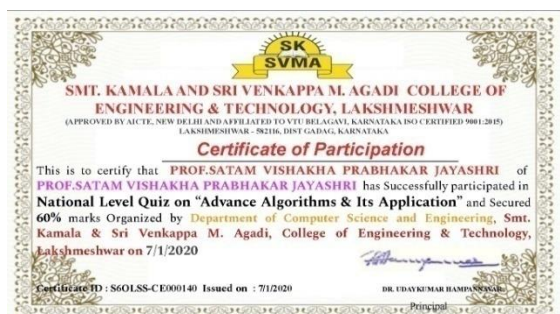 SK
SVMA
SMT. KAMALA AND SRI VENKAPPA M. AGADI COLLEGE OF
ENGINEERING & TECHNOLOGY, LAKSHMESHWAR
(APPROVED BY AICTE, NEW DELHI AND AFFILIATED TO VTU BELAGAVI, KARNATAKA ISO CERTIFIED 9001:2015)
LAKSHMESHWAR - 582116, DIST GADAG, KARNATAKA
Certificate of Participation
This is to certify that PROF.SATAM VISHAKHA PRABHAKAR JAYASHRI of
PROF.SATAM VISHAKHA PRABHAKAR JAYASHRI has Successfully participated in
National Level Quiz on “Advance Algorithms & Its Application” and Secured
60% marks Organized by Department of Computer Science and Engineering, Smt.
Kamala & Sri Venkappa M. Agadi, College of Engineering & Technology,
Lakshmeshwar on 7/1/2020
Certificate ID : S6OLSS-CE000140 Issued on : 7/1/2020
DR. UDAYKUMAR HAMPANNAVAR
Principal